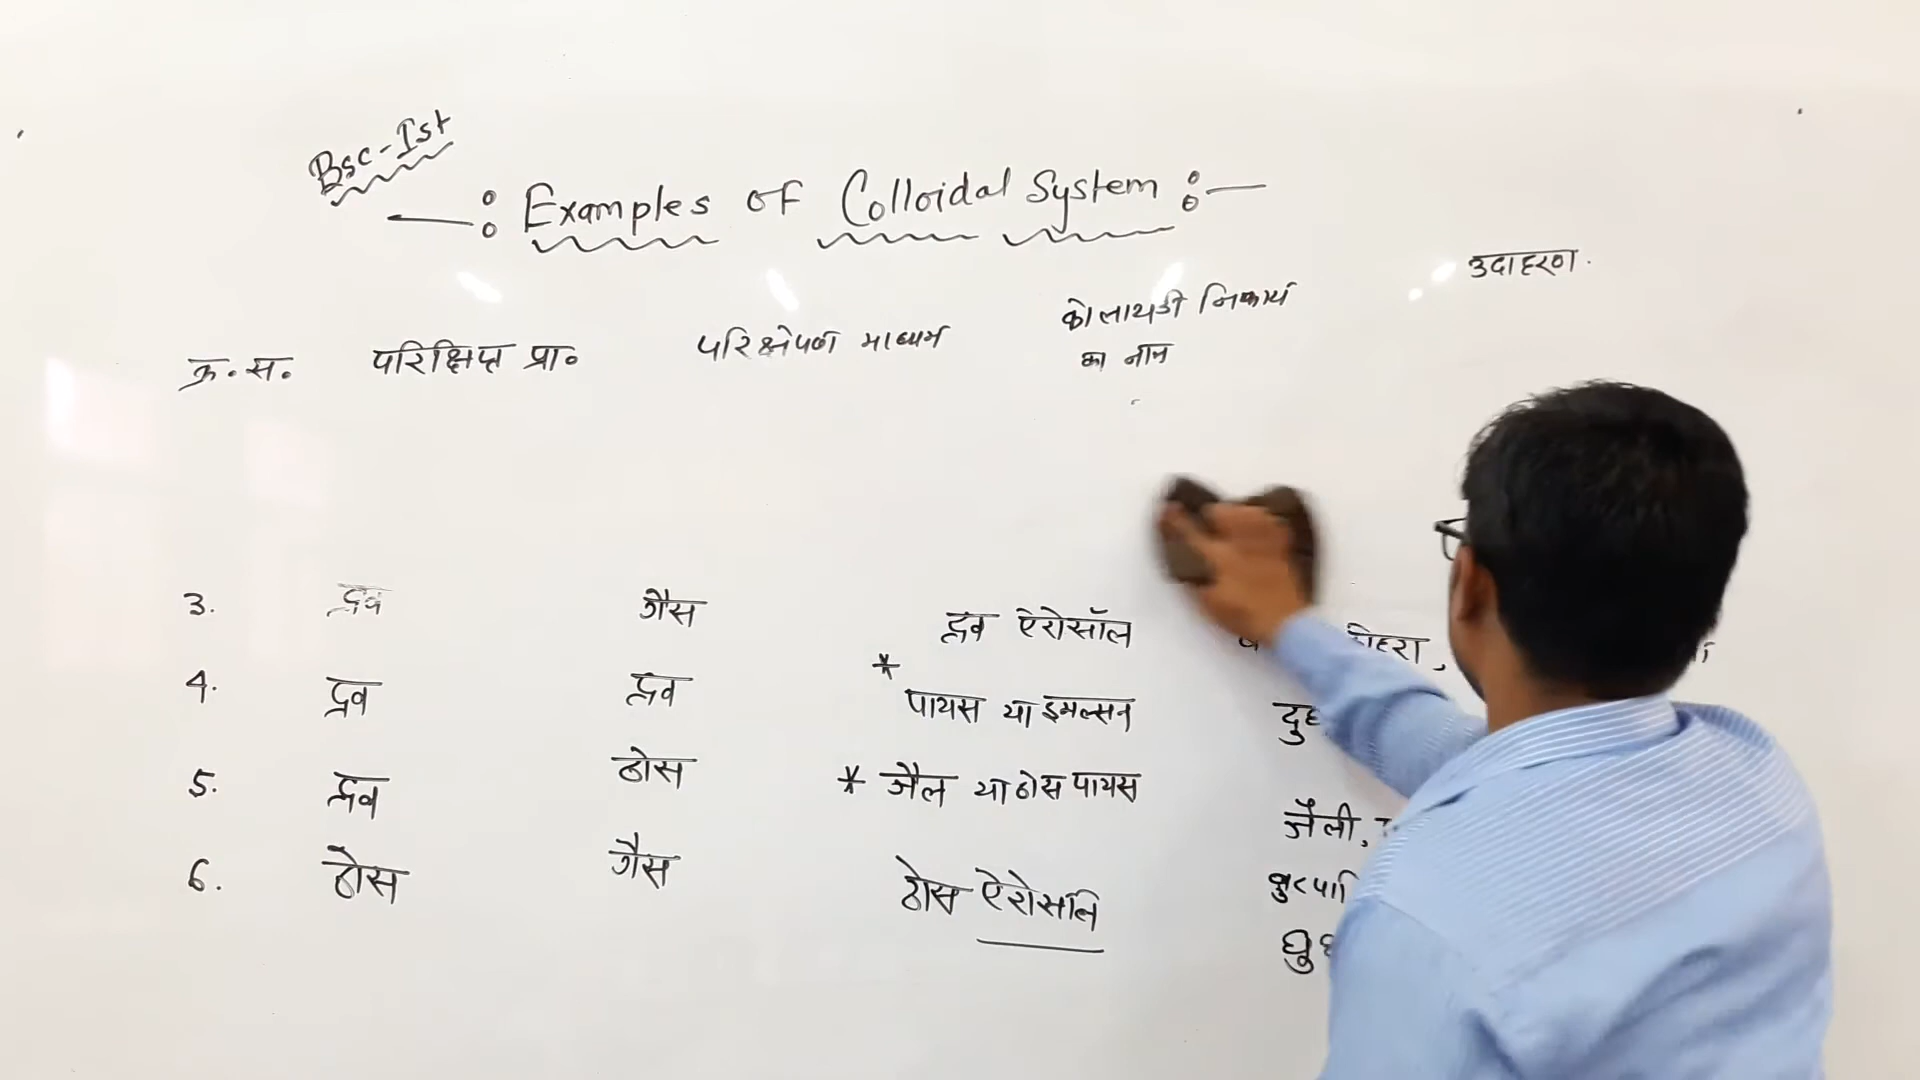 Bsc-Ist
Examples of Colloidal System
क्र.स. परिक्षिप्त प्रा० परिक्षेपण माध्यम कोलायडी निकाय का नाम उदाहरण.
3. द्रव गैस द्रव ऐरोसॉल कोहरा,
4. द्रव द्रव * पायस या इमल्सन
5. द्रव ठोस * जैल या ठोस पायस जैली,
6. ठोस गैस ठोस ऐरोसॉल